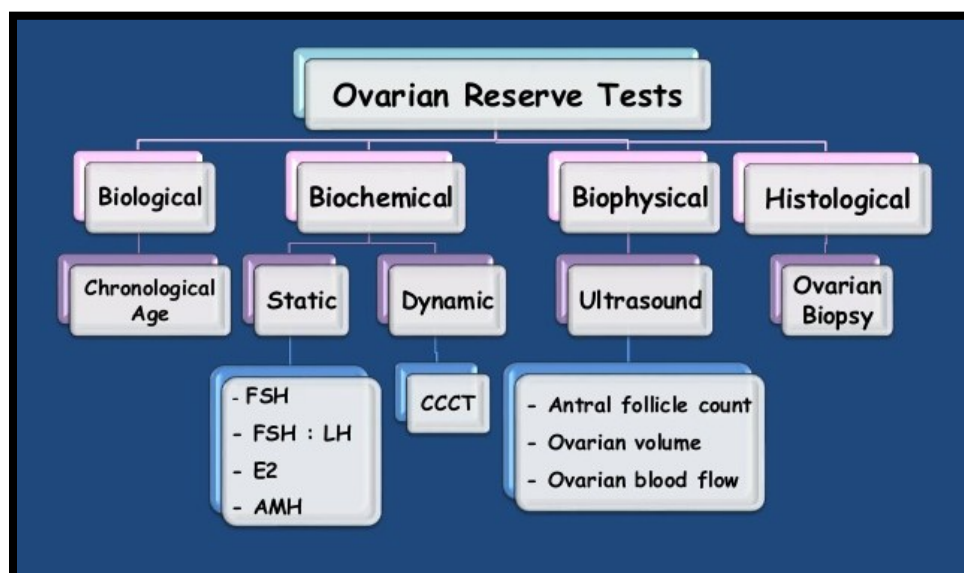 Ovarian Reserve Tests
Biological
Biochemical
Biophysical
Histological
Chronological
Age
Static
Dynamic
Ultrasound
Ovarian
Biopsy
- FSH
- FSH : LH
- E2
- AMH
CCCT
- Antral follicle count
- Ovarian volume
- Ovarian blood flow